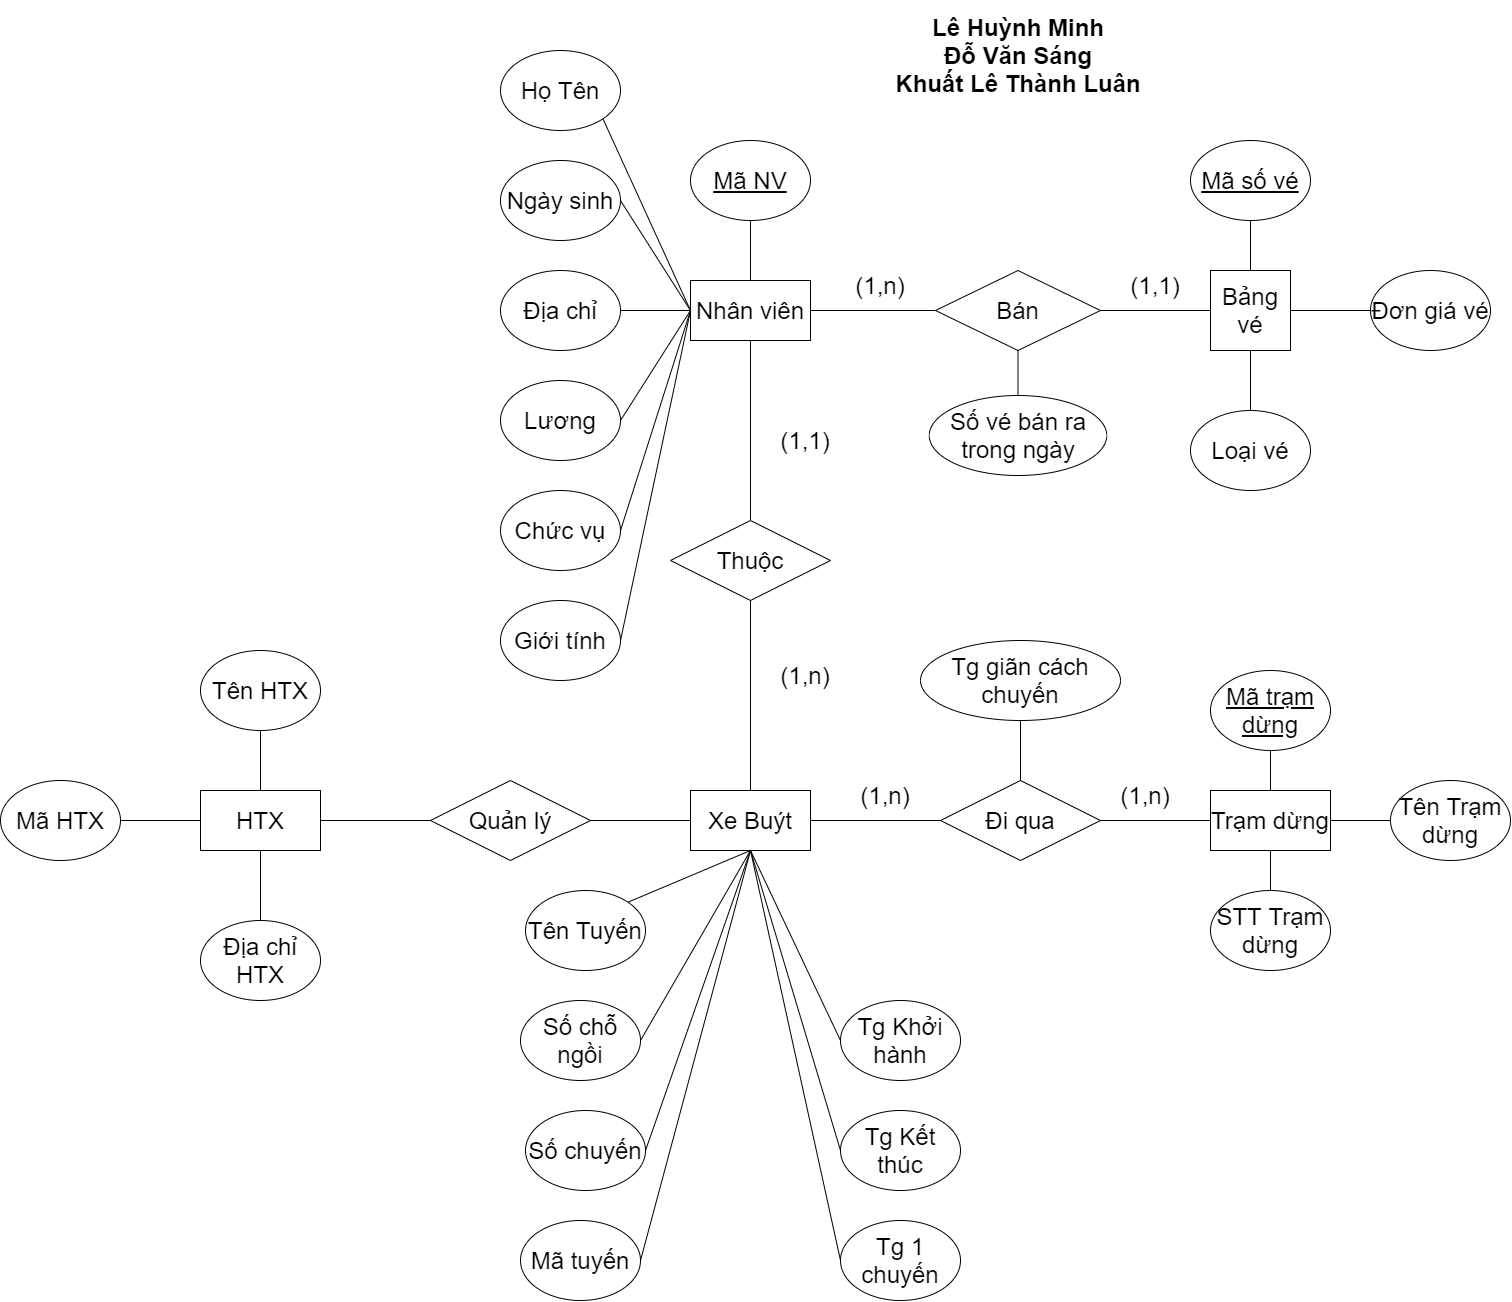 Lê Huỳnh Minh
Đỗ Văn Sáng
Khuất Lê Thành Luân
Họ Tên
Mã NV
Mã số vé
Ngày sinh
Địa chỉ
Nhân viên
(1,n)
Bán
(1,1)
Bảng
vé
Đơn giá vé
Lương
(1,1)
Số vé bán ra
trong ngày
Loại vé
Chức vụ
Thuộc
Giới tính
(1,n)
Tg giãn cách
chuyến
Tên HTX
Mã trạm
dừng
Mã HTX
HTX
Quản lý
Xe Buýt
(1,n)
Đi qua
(1,n)
Trạm dừng
Tên Trạm
dừng
Địa chỉ
HTX
Tên Tuyến
STT Trạm
dừng
Số chỗ
ngồi
Tg Khởi
hành
Số chuyến
Tg Kết
thúc
Mã tuyến
Tg 1
chuyến